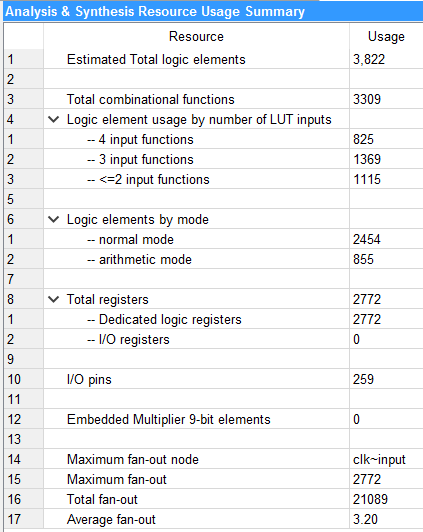 Analysis & Synthesis Resource Usage Summary
Resource Usage
1 Estimated Total logic elements 3,822
2
3 Total combinational functions 3309
4 Logic element usage by number of LUT inputs
1 -- 4 input functions 825
2 -- 3 input functions 1369
3 -- <=2 input functions 1115
5
6 Logic elements by mode
1 -- normal mode 2454
2 -- arithmetic mode 855
7
8 Total registers 2772
1 -- Dedicated logic registers 2772
2 -- I/O registers 0
9
10 I/O pins 259
11
12 Embedded Multiplier 9-bit elements 0
13
14 Maximum fan-out node clk~input
15 Maximum fan-out 2772
16 Total fan-out 21089
17 Average fan-out 3.20